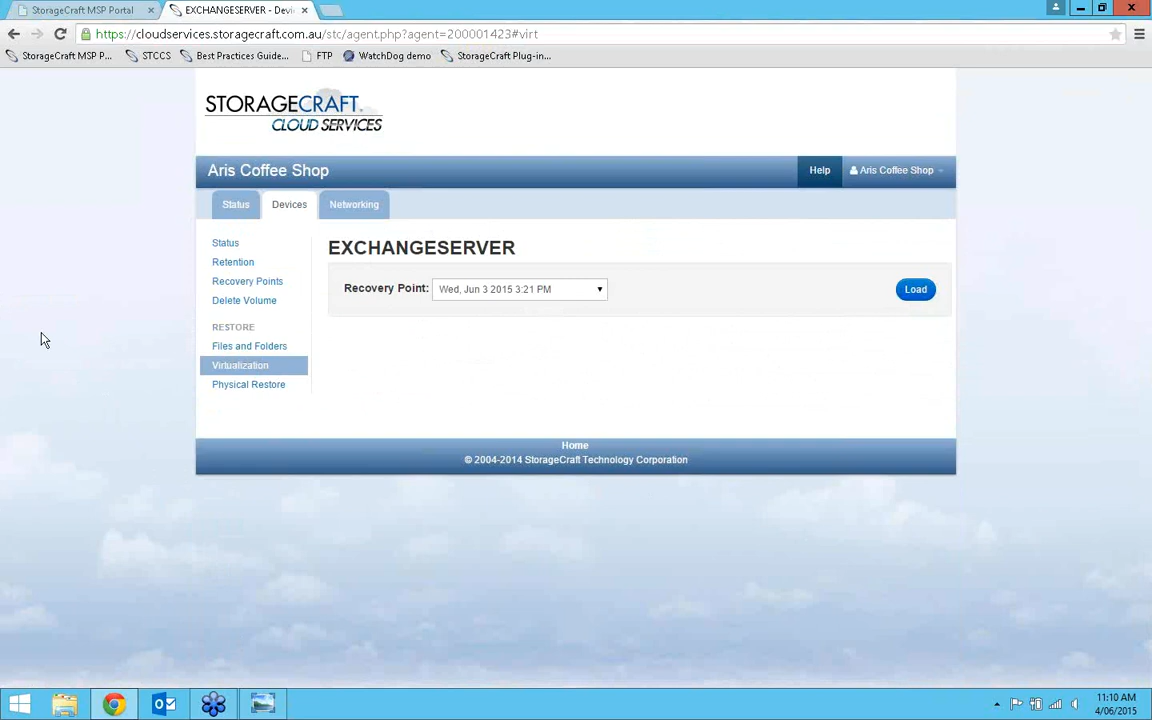 StorageCraft MSP Portal
EXCHANGESERVER - Devi
https://cloudservices.storagecraft.com.au/stc/agent.php?agent=200001423#virt
StorageCraft MSP P... STCCS Best Practices Guide... FTP WatchDog demo StorageCraft Plug-in...
STORAGECRAFT
CLOUD SERVICES
Aris Coffee Shop Help Aris Coffee Shop
Status Devices Networking
Status
Retention
Recovery Points
Delete Volume
RESTORE
Files and Folders
Virtualization
Physical Restore
EXCHANGESERVER
Recovery Point: Wed, Jun 3 2015 3:21 PM Load
Home
© 2004-2014 StorageCraft Technology Corporation
11:10 AM
4/06/2015